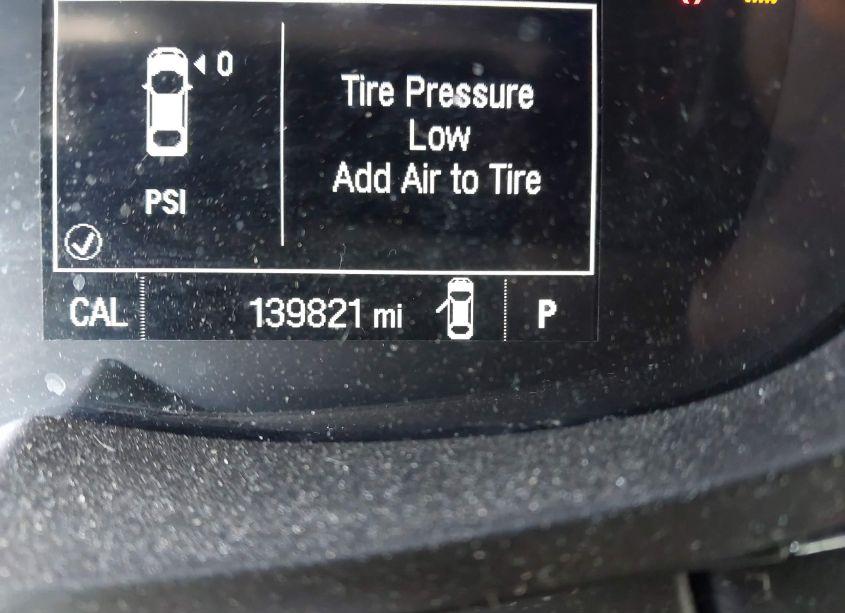 0
Tire Pressure
Low
Add Air to Tire
PSI
CAL 139821 mi P